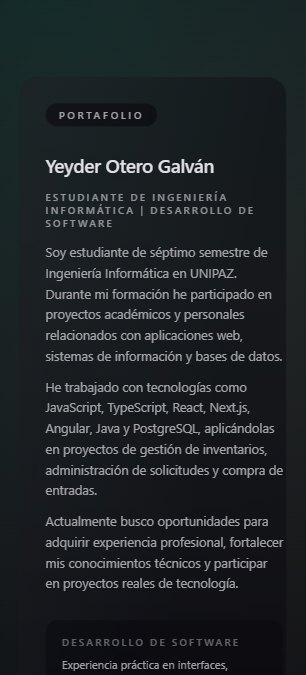 PORTAFOLIO
Yeyder Otero Galván
ESTUDIANTE DE INGENIERÍA
INFORMÁTICA | DESARROLLO DE
SOFTWARE
Soy estudiante de séptimo semestre de
Ingeniería Informática en UNIPAZ.
Durante mi formación he participado en
proyectos académicos y personales
relacionados con aplicaciones web,
sistemas de información y bases de datos.
He trabajado con tecnologías como
JavaScript, TypeScript, React, Next.js,
Angular, Java y PostgreSQL, aplicándolas
en proyectos de gestión de inventarios,
administración de solicitudes y compra de
entradas.
Actualmente busco oportunidades para
adquirir experiencia profesional, fortalecer
mis conocimientos técnicos y participar
en proyectos reales de tecnología.
DESARROLLO DE SOFTWARE
Experiencia práctica en interfaces,